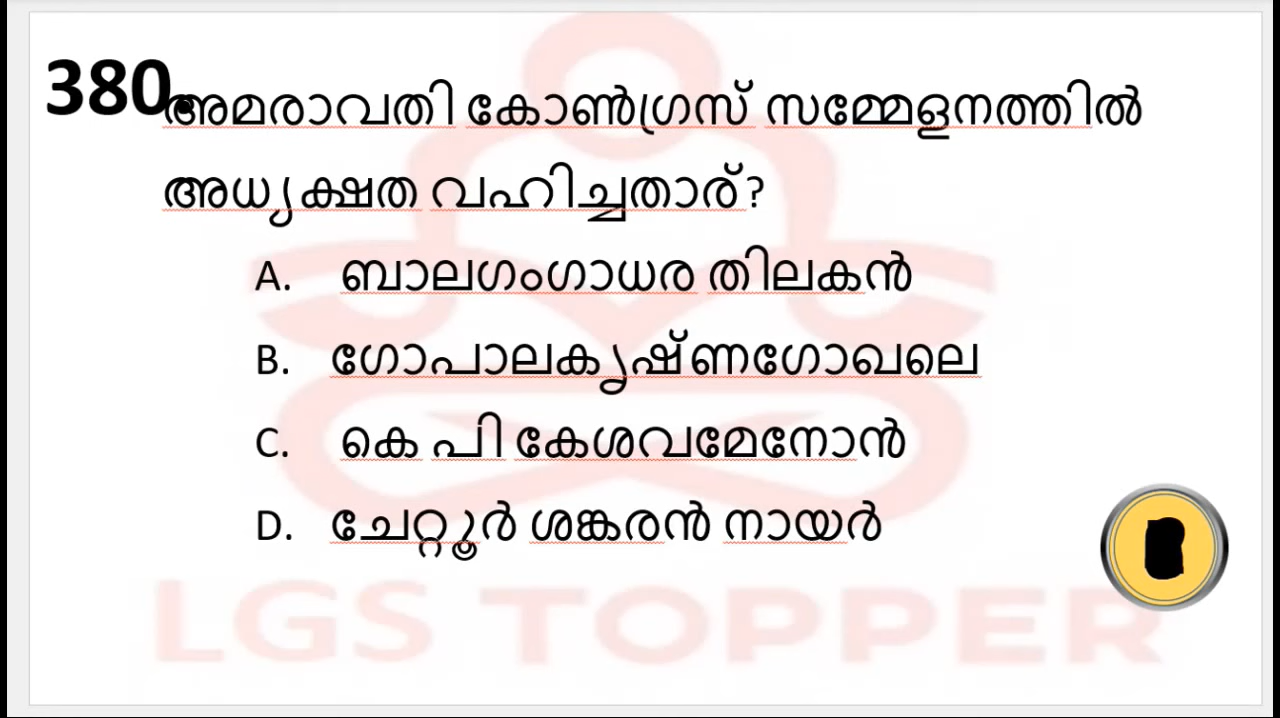 380.
അമരാവതി കോൺഗ്രസ് സമ്മേളനത്തിൽ
അധ്യക്ഷത വഹിച്ചതാര്?
A. ബാലഗംഗാധര തിലകൻ
B. ഗോപാലകൃഷ്ണഗോഖലെ
C. കെ പി കേശവമേനോൻ
D. ചേറ്റൂർ ശങ്കരൻ നായർ
LGS TOPPER